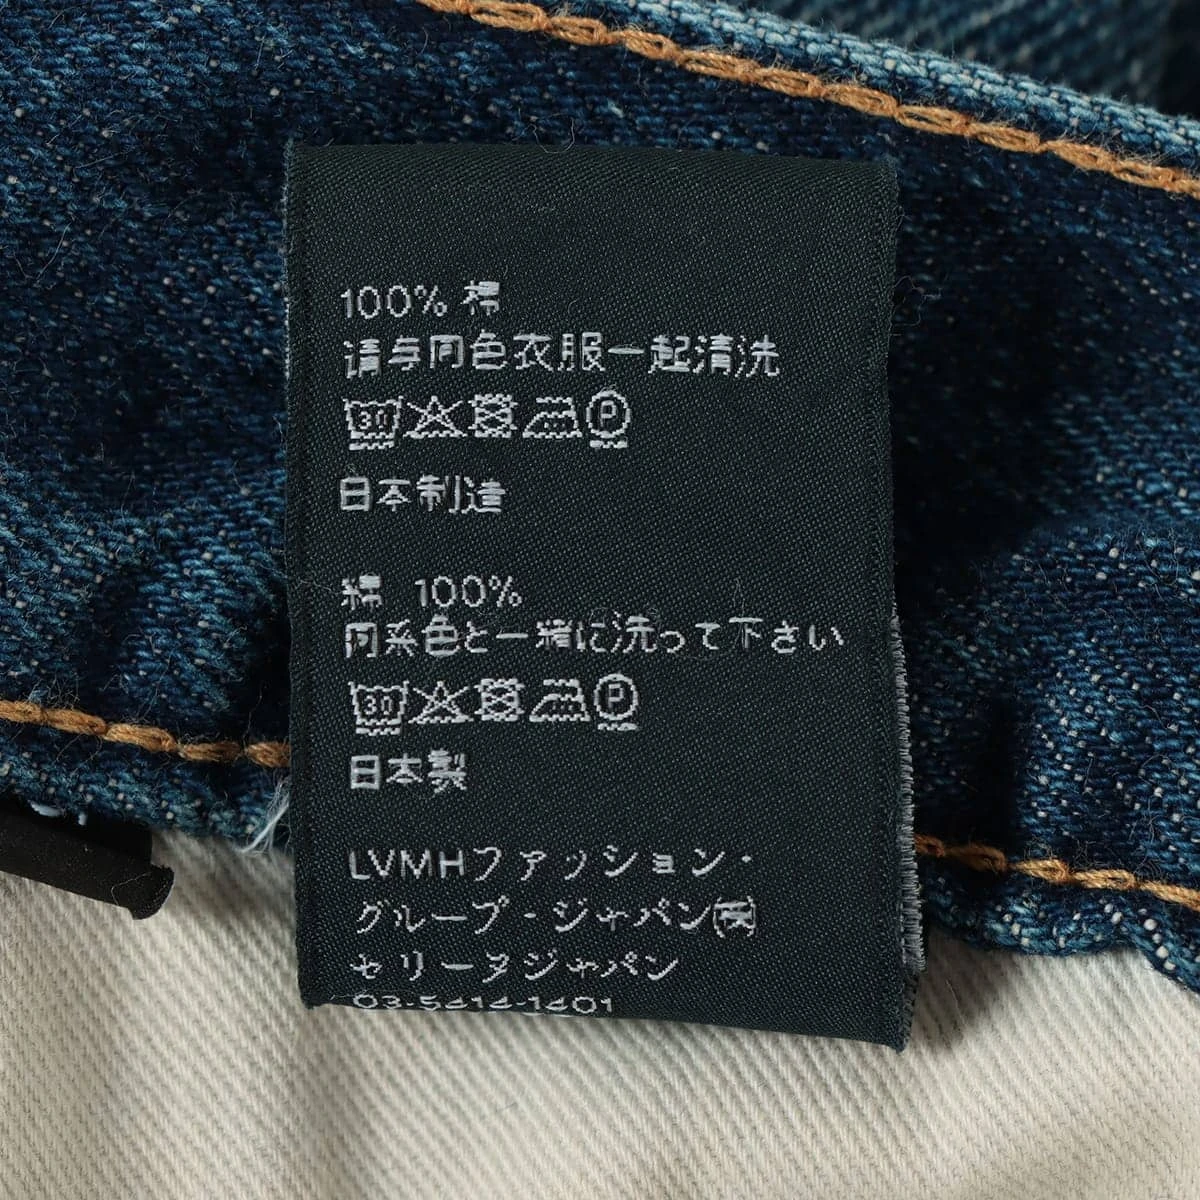 100% 棉
请与同色衣服一起清洗
30 P
日本制造
綿 100%
同系色と一緒に洗って下さい
30 P
日本製
LVMHファッション・
グループ・ジャパン㈱
セリーヌジャパン
03-5414-1401